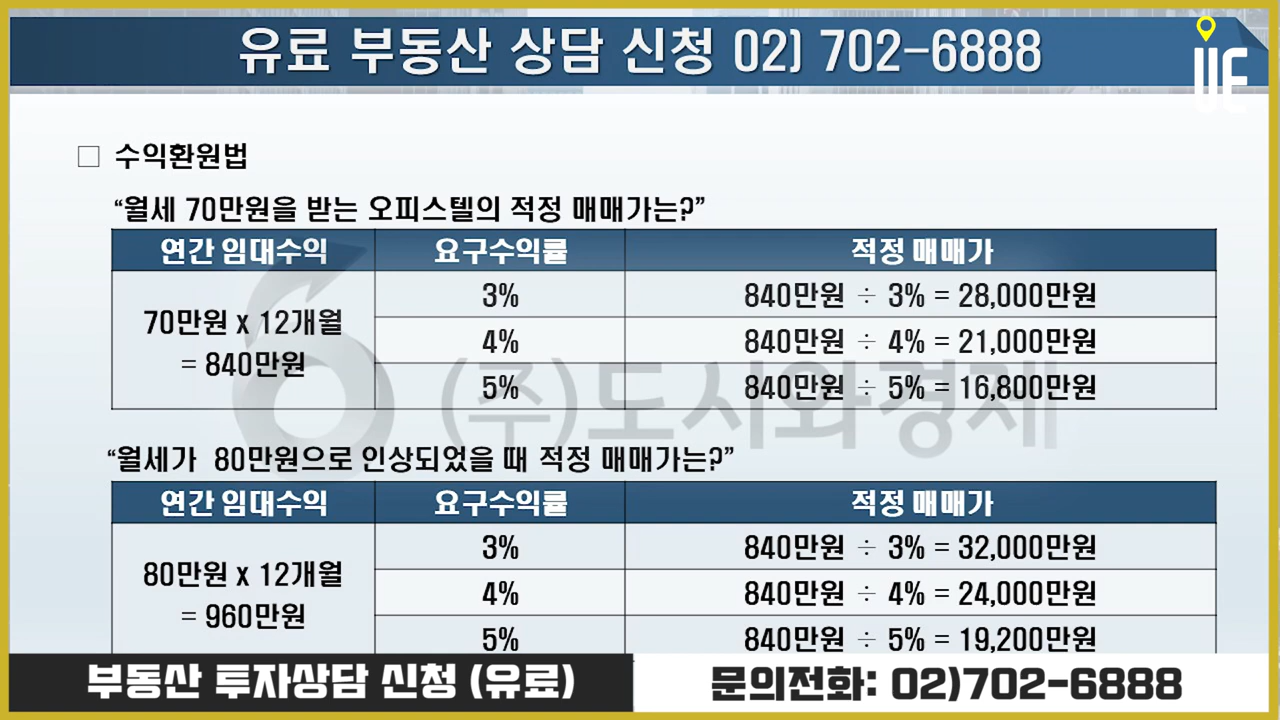 유료 부동산 상담 신청 02) 702-6888
UE
□ 수익환원법
“월세 70만원을 받는 오피스텔의 적정 매매가는?”
연간 임대수익 요구수익률 적정 매매가
70만원 x 12개월
= 840만원
3% 840만원 ÷ 3% = 28,000만원
4% 840만원 ÷ 4% = 21,000만원
5% 840만원 ÷ 5% = 16,800만원
(주)도시와경제
“월세가 80만원으로 인상되었을 때 적정 매매가는?”
연간 임대수익 요구수익률 적정 매매가
80만원 x 12개월
= 960만원
3% 840만원 ÷ 3% = 32,000만원
4% 840만원 ÷ 4% = 24,000만원
5% 840만원 ÷ 5% = 19,200만원
부동산 투자상담 신청 (유료) 문의전화: 02)702-6888